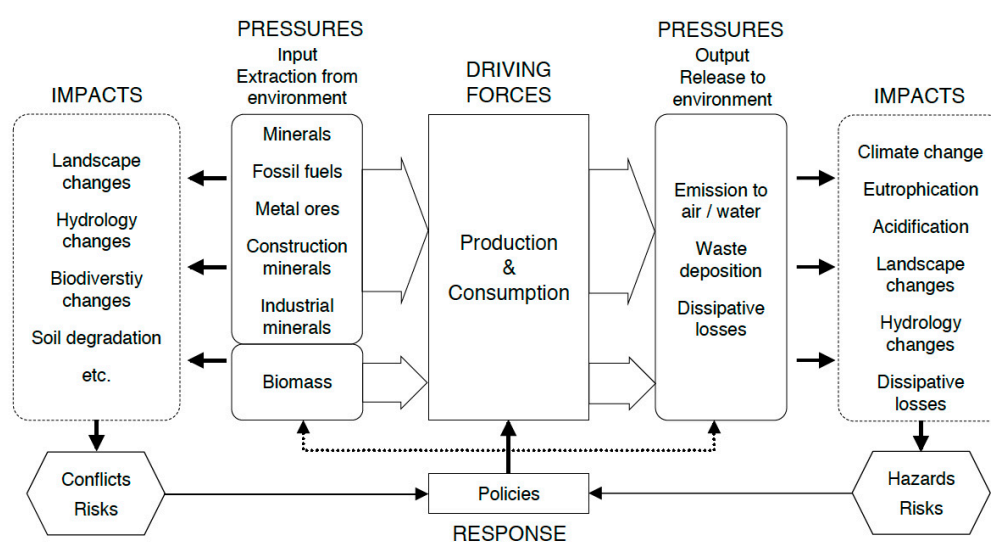 PRESSURES
Input
Extraction from
environment
IMPACTS
Landscape
changes
Hydrology
changes
Biodiverstiy
changes
Soil degradation
etc.
Minerals
Fossil fuels
Metal ores
Construction
minerals
Industrial
minerals
Biomass
DRIVING
FORCES
Production
&
Consumption
PRESSURES
Output
Release to
environment
Emission to
air / water
Waste
deposition
Dissipative
losses
IMPACTS
Climate change
Eutrophication
Acidification
Landscape
changes
Hydrology
changes
Dissipative
losses
Conflicts
Risks
Policies
RESPONSE
Hazards
Risks